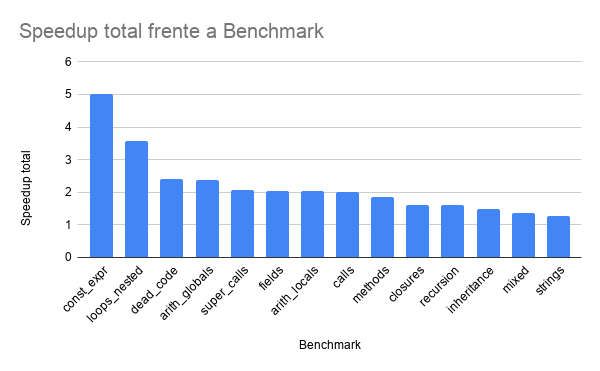 Speedup total frente a Benchmark
Speedup total
6
5
4
3
2
1
0
const_expr
loops_nested
dead_code
arith_globals
super_calls
fields
arith_locals
calls
methods
closures
recursion
inheritance
mixed
strings
Benchmark